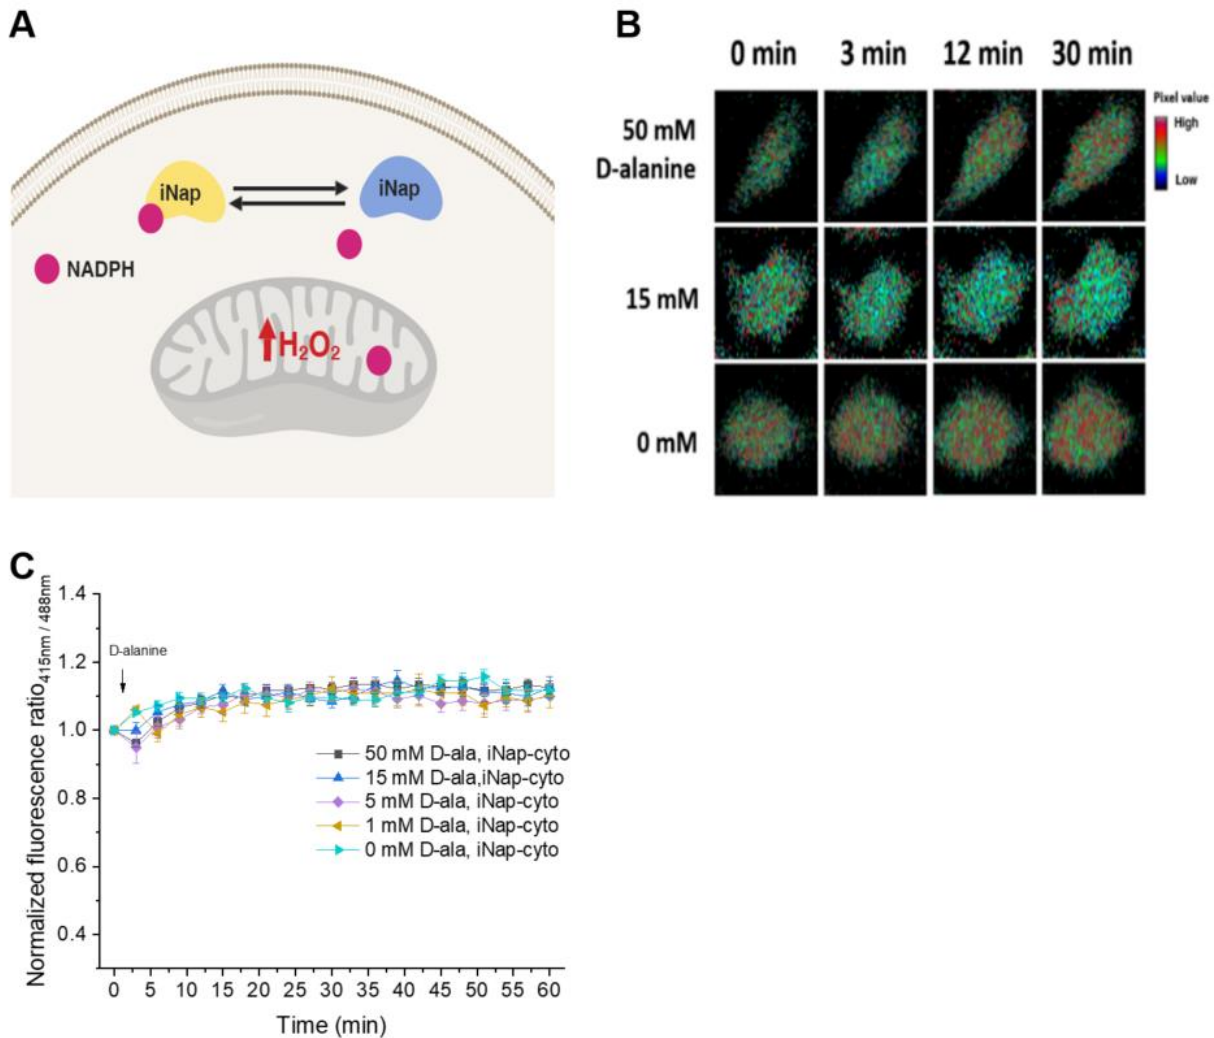 A
iNap
iNap
NADPH
H₂O₂
B
0 min
3 min
12 min
30 min
50 mM
D-alanine
15 mM
0 mM
Pixel value
High
Low
C
Normalized fluorescence ratio415nm / 488nm
1.4
1.2
1.0
0.8
0.6
0.4
D-alanine
50 mM D-ala, iNap-cyto
15 mM D-ala,iNap-cyto
5 mM D-ala, iNap-cyto
1 mM D-ala, iNap-cyto
0 mM D-ala, iNap-cyto
0 5 10 15 20 25 30 35 40 45 50 55 60
Time (min)